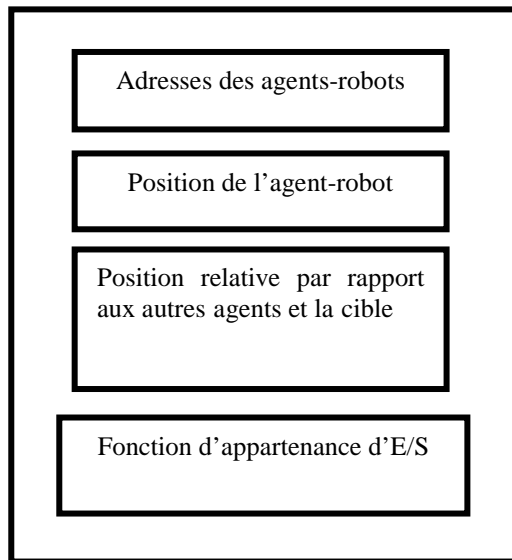 Adresses des agents-robots
Position de l’agent-robot
Position relative par rapport
aux autres agents et la cible
Fonction d’appartenance d’E/S